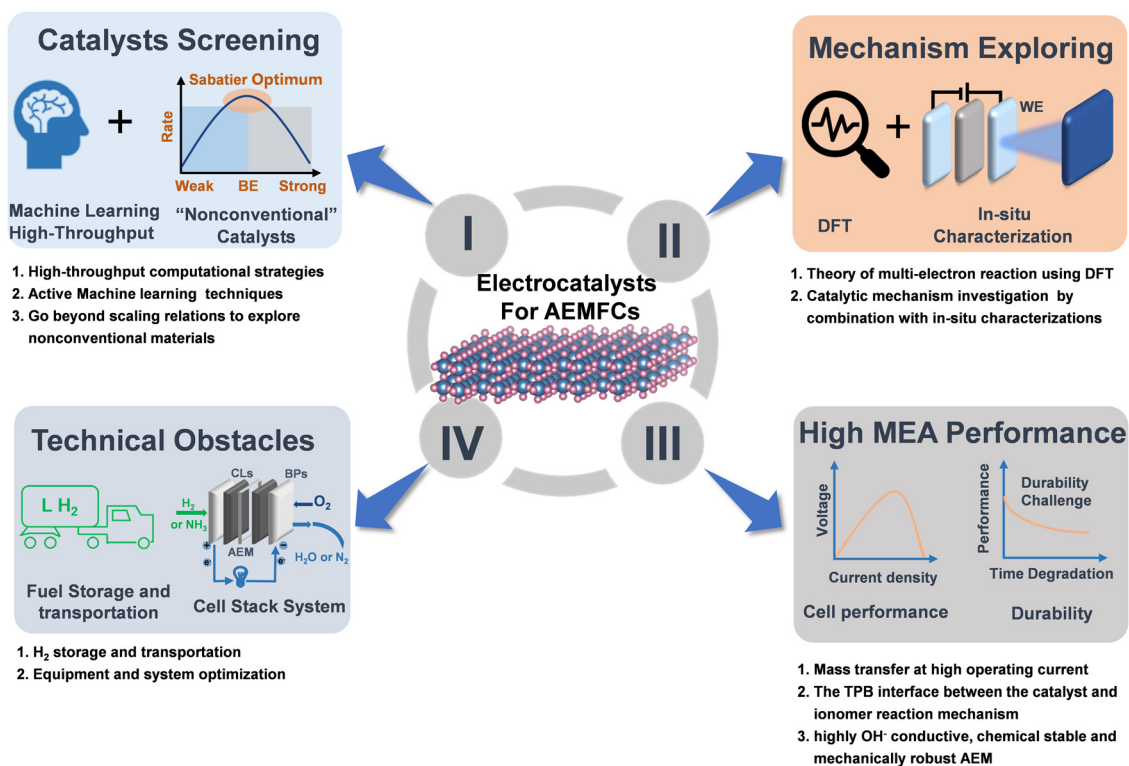 Catalysts Screening
Sabatier Optimum
+
Rate
Weak BE Strong
Machine Learning
High-Throughput
“Nonconventional”
Catalysts
1. High-throughput computational strategies
2. Active Machine learning techniques
3. Go beyond scaling relations to explore
nonconventional materials
Mechanism Exploring
+
WE
DFT
In-situ
Characterization
1. Theory of multi-electron reaction using DFT
2. Catalytic mechanism investigation by
combination with in-situ characterizations
I
II
Electrocatalysts
For AEMFCs
IV
III
Technical Obstacles
L H₂
H₂
or NH₃
CLs
BPs
O₂
AEM
+
−
e⁻
e⁻
H₂O or N₂
Fuel Storage and
transportation
Cell Stack System
1. H₂ storage and transportation
2. Equipment and system optimization
High MEA Performance
Voltage
Current density
Cell performance
Performance
Durability
Challenge
Time Degradation
Durability
1. Mass transfer at high operating current
2. The TPB interface between the catalyst and
ionomer reaction mechanism
3. highly OH⁻ conductive, chemical stable and
mechanically robust AEM